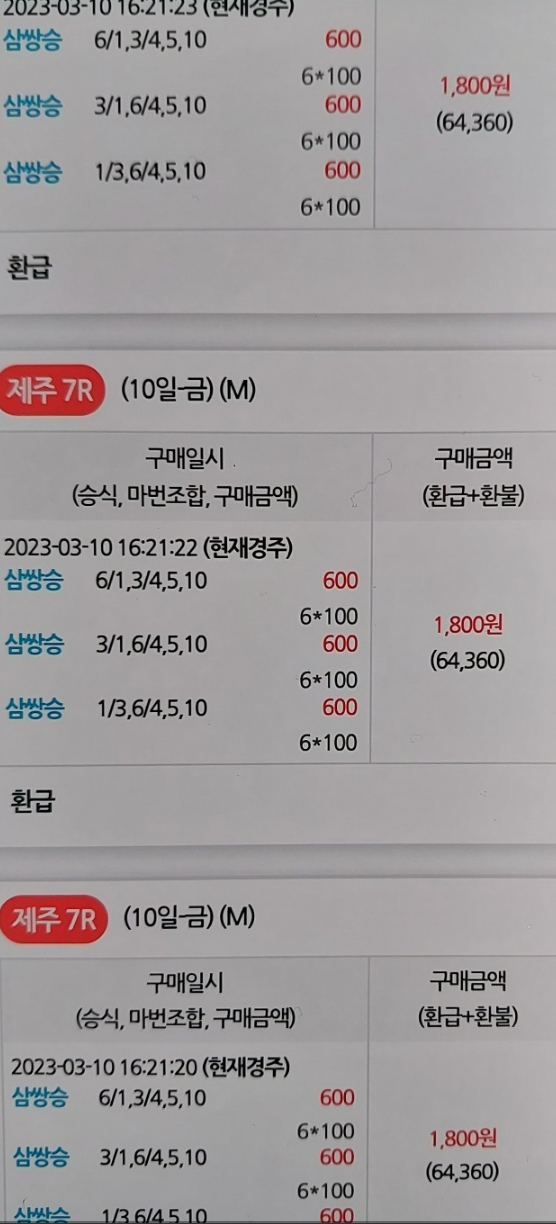 2023-03-10 16:21:23 (현재경주)
삼쌍승 6/1,3/4,5,10 600
6*100
삼쌍승 3/1,6/4,5,10 600
6*100
삼쌍승 1/3,6/4,5,10 600
6*100
1,800원
(64,360)
환급
제주 7R (10일-금) (M)
구매일시
(승식, 마번조합, 구매금액)
구매금액
(환급+환불)
2023-03-10 16:21:22 (현재경주)
삼쌍승 6/1,3/4,5,10 600
6*100
삼쌍승 3/1,6/4,5,10 600
6*100
삼쌍승 1/3,6/4,5,10 600
6*100
1,800원
(64,360)
환급
제주 7R (10일-금) (M)
구매일시
(승식, 마번조합, 구매금액)
구매금액
(환급+환불)
2023-03-10 16:21:20 (현재경주)
삼쌍승 6/1,3/4,5,10 600
6*100
삼쌍승 3/1,6/4,5,10 600
6*100
삼쌍승 1/3,6/4,5,10 600
1,800원
(64,360)